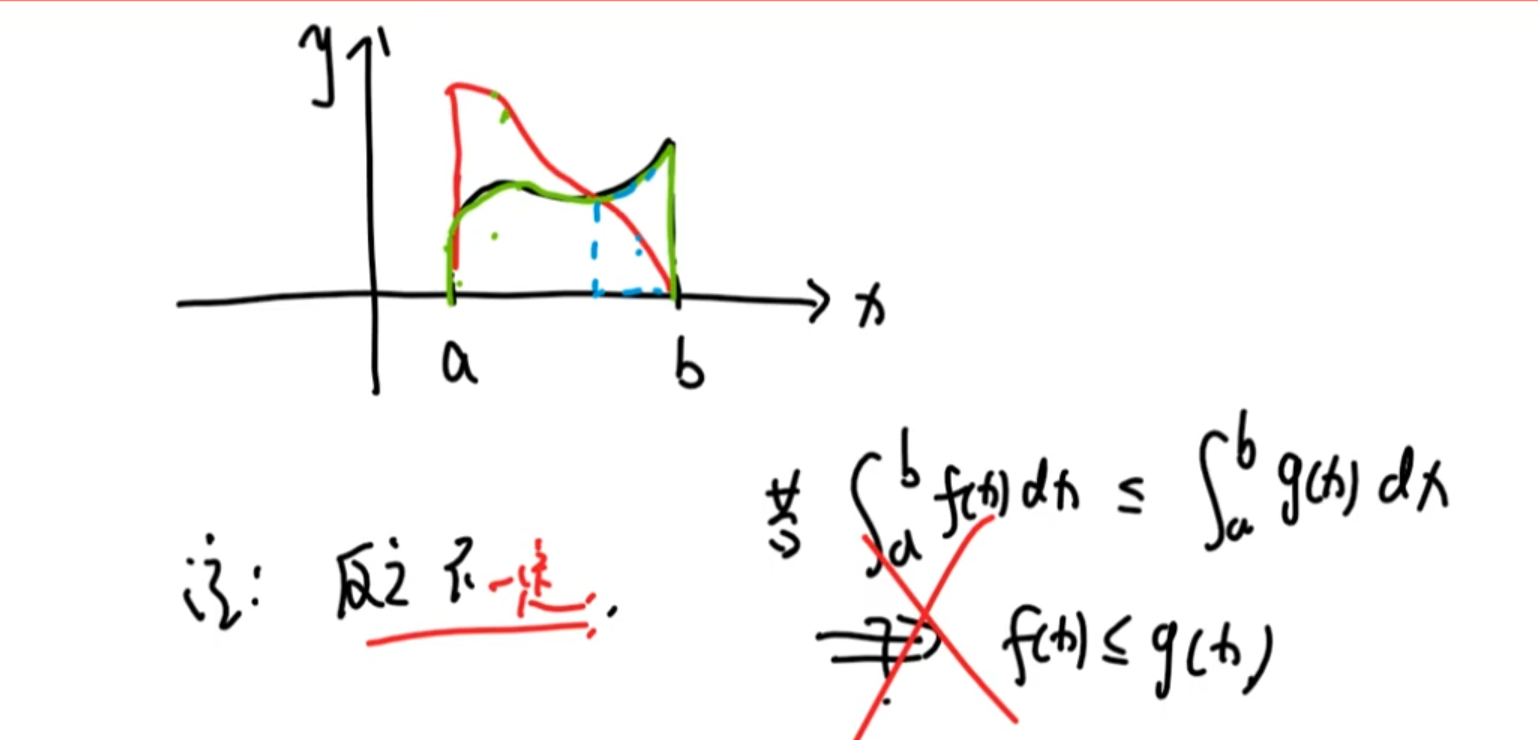 y
x
a b
若 ∫_a^b f(x) dx ≤ ∫_a^b g(x) dx
注: 反之不一定.
⇒ ? f(x) ≤ g(x)